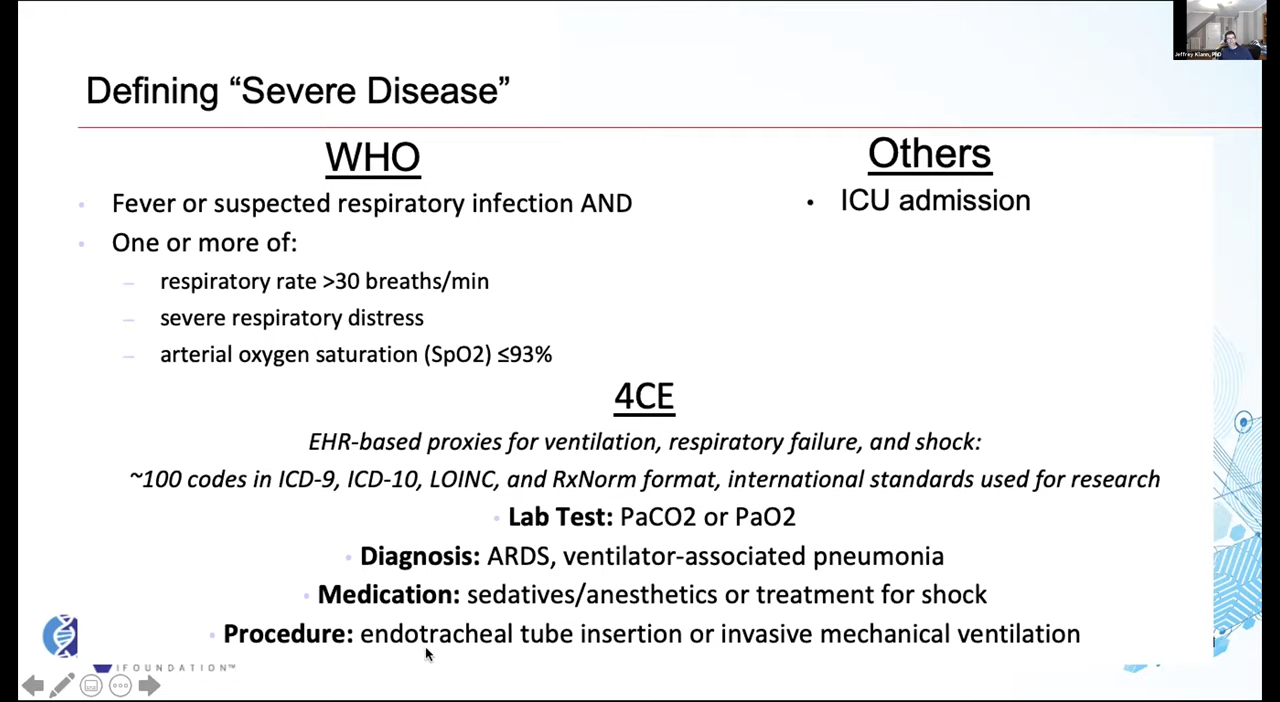 Jeffrey Klann, PhD
Defining “Severe Disease”
WHO
• Fever or suspected respiratory infection AND
• One or more of:
– respiratory rate >30 breaths/min
– severe respiratory distress
– arterial oxygen saturation (SpO2) ≤93%
Others
• ICU admission
4CE
EHR-based proxies for ventilation, respiratory failure, and shock:
~100 codes in ICD-9, ICD-10, LOINC, and RxNorm format, international standards used for research
• Lab Test: PaCO2 or PaO2
• Diagnosis: ARDS, ventilator-associated pneumonia
• Medication: sedatives/anesthetics or treatment for shock
• Procedure: endotracheal tube insertion or invasive mechanical ventilation
IFOUNDATION™